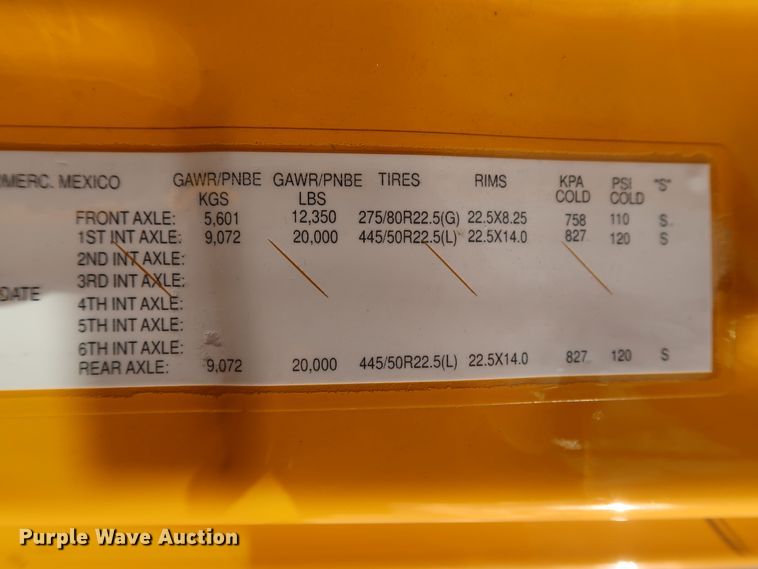 MERC. MEXICO GAWR/PNBE GAWR/PNBE TIRES RIMS KPA PSI "S"
KGS LBS COLD COLD
FRONT AXLE: 5,601 12,350 275/80R22.5(G) 22.5X8.25 758 110 S
1ST INT AXLE: 9,072 20,000 445/50R22.5(L) 22.5X14.0 827 120 S
2ND INT AXLE:
3RD INT AXLE:
DATE 4TH INT AXLE:
5TH INT AXLE:
6TH INT AXLE:
REAR AXLE: 9,072 20,000 445/50R22.5(L) 22.5X14.0 827 120 S
Purple Wave Auction